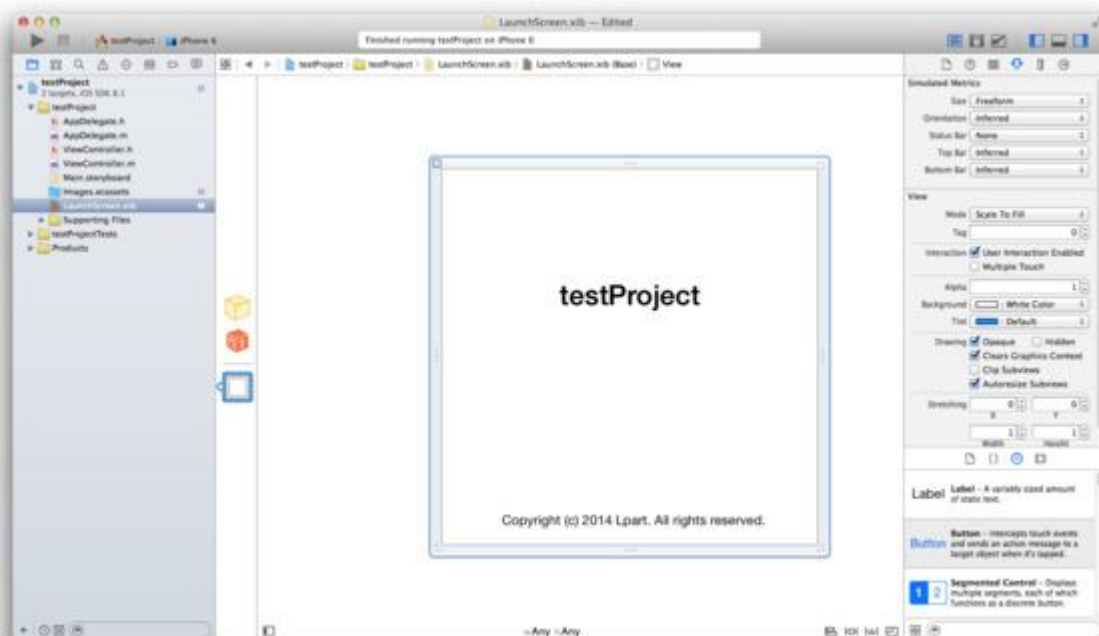 LaunchScreen.xib — Edited
testProject
iPhone 6
Finished running testProject on iPhone 6
testProject
testProject
LaunchScreen.xib
LaunchScreen.xib (Base)
View
testProject
2 targets, iOS SDK 8.1
testProject
AppDelegate.h
AppDelegate.m
ViewController.h
ViewController.m
Main.storyboard
Images.xcassets
LaunchScreen.xib
Supporting Files
testProjectTests
Products
testProject
Copyright (c) 2014 Lpart. All rights reserved.
Any
Any
Simulated Metrics
Size Freeform
Orientation Inferred
Status Bar None
Top Bar Inferred
Bottom Bar Inferred
View
Mode Scale To Fill
Tag 0
Interaction User Interaction Enabled
Multiple Touch
Alpha 1
Background White Color
Tint Default
Drawing Opaque Hidden
Clears Graphics Context
Clip Subviews
Autoresize Subviews
Stretching 0 0
X Y
1 1
Width Height
Label Label - A variably sized amount
of static text.
Button - Intercepts touch events
Button and sends an action message to a
target object when it's tapped.
Segmented Control - Displays
1 2 multiple segments, each of which
functions as a discrete button.